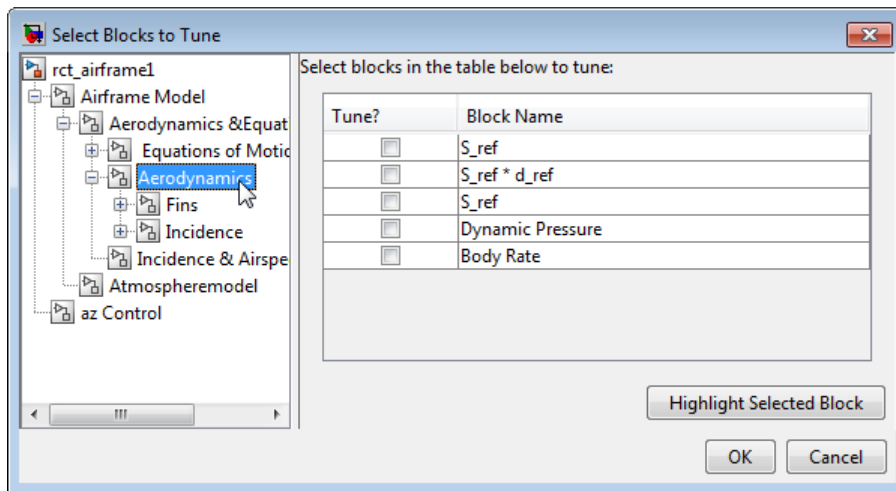 Select Blocks to Tune
rct_airframe1
Airframe Model
Aerodynamics &Equat
Equations of Motic
Aerodynamics
Fins
Incidence
Incidence & Airspe
Atmospheremodel
az Control
Select blocks in the table below to tune:
Tune? Block Name
S_ref
S_ref * d_ref
S_ref
Dynamic Pressure
Body Rate
Highlight Selected Block
OK Cancel